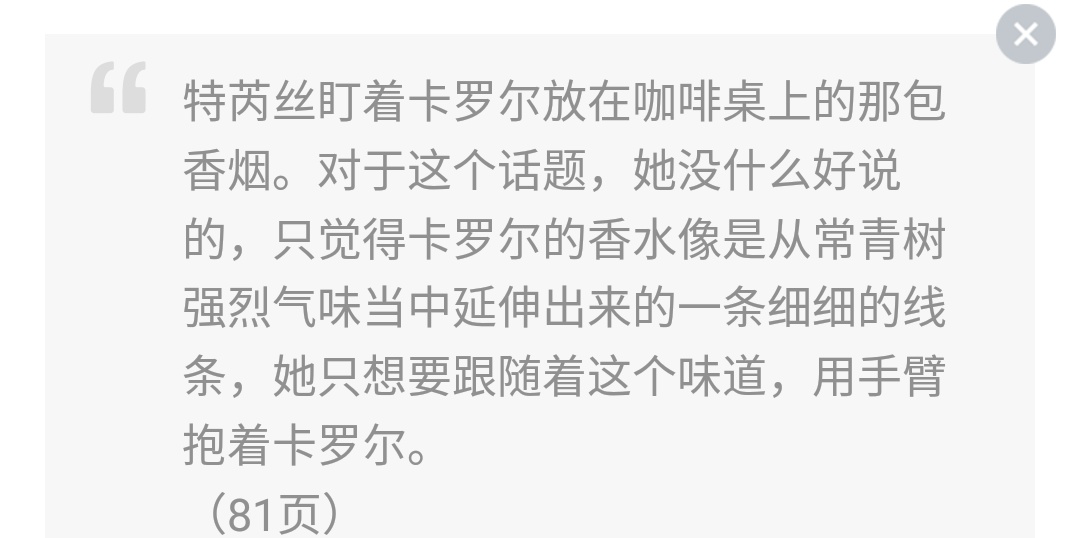 特芮丝盯着卡罗尔放在咖啡桌上的那包
香烟。对于这个话题，她没什么好说
的，只觉得卡罗尔的香水像是从常青树
强烈气味当中延伸出来的一条细细的线
条，她只想要跟随着这个味道，用手臂
抱着卡罗尔。
（81页）